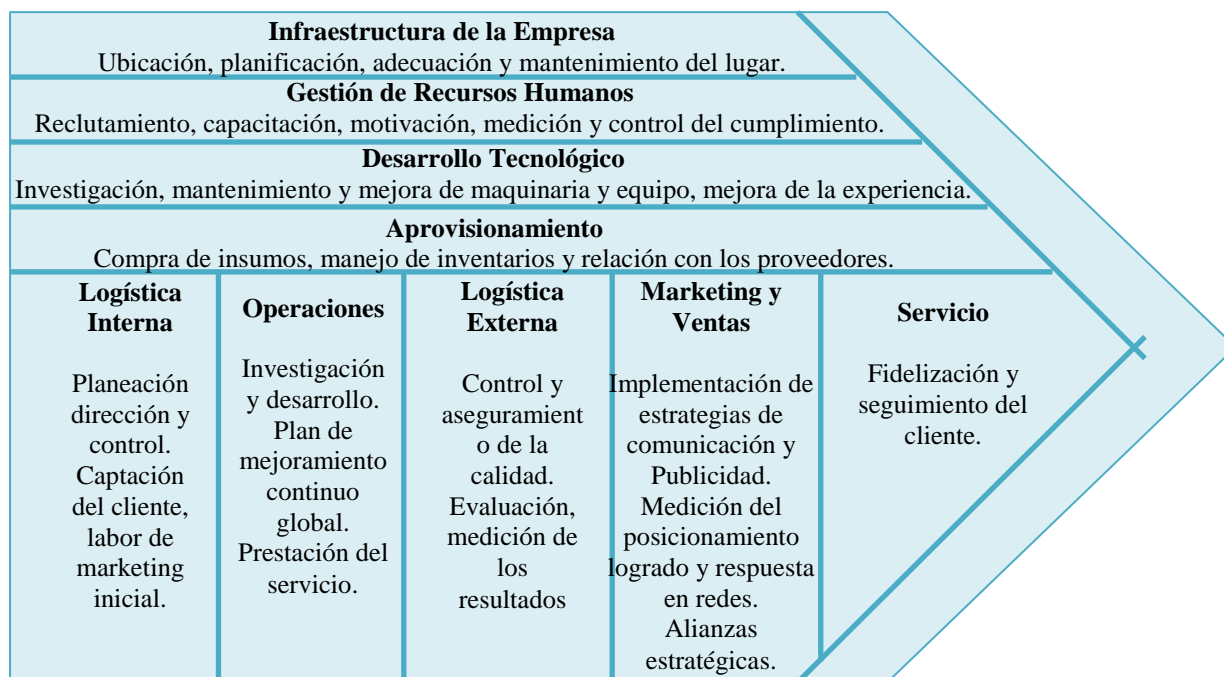 Infraestructura de la Empresa
Ubicación, planificación, adecuación y mantenimiento del lugar.
Gestión de Recursos Humanos
Reclutamiento, capacitación, motivación, medición y control del cumplimiento.
Desarrollo Tecnológico
Investigación, mantenimiento y mejora de maquinaria y equipo, mejora de la experiencia.
Aprovisionamiento
Compra de insumos, manejo de inventarios y relación con los proveedores.
Logística
Interna
Planeación
dirección y
control.
Captación
del cliente,
labor de
marketing
inicial.
Operaciones
Investigación
y desarrollo.
Plan de
mejoramiento
continuo
global.
Prestación del
servicio.
Logística
Externa
Control y
aseguramient
o de la
calidad.
Evaluación,
medición de
los
resultados
Marketing y
Ventas
Implementación de
estrategias de
comunicación y
Publicidad.
Medición del
posicionamiento
logrado y respuesta
en redes.
Alianzas
estratégicas.
Servicio
Fidelización y
seguimiento del
cliente.